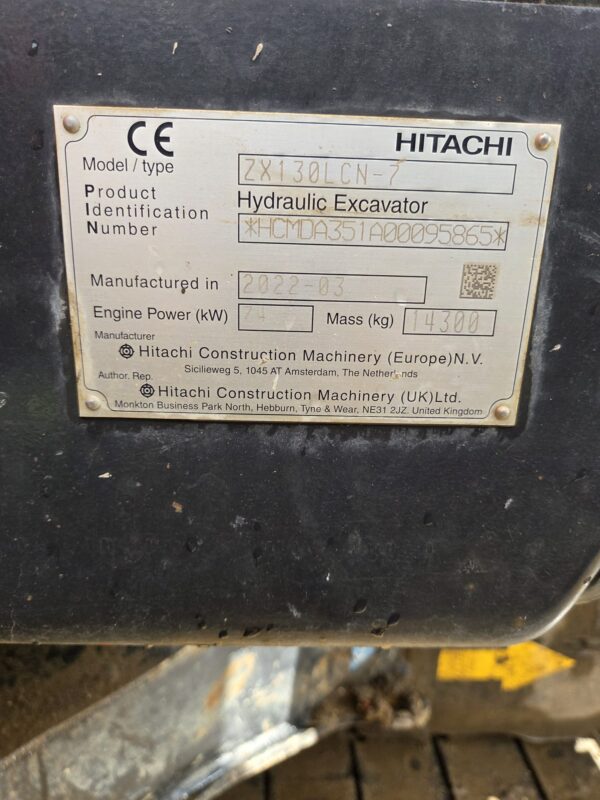 CE HITACHI
Model / type ZX130LCN-7
Product Hydraulic Excavator
Identification
Number *HCMDA351A00095865*
Manufactured in 2022-03
Engine Power (kW) 74 Mass (kg) 14300
Manufacturer
Hitachi Construction Machinery (Europe)N.V.
Sicilieweg 5, 1045 AT Amsterdam, The Netherlands
Author. Rep.
Hitachi Construction Machinery (UK)Ltd.
Monkton Business Park North, Hebburn, Tyne & Wear, NE31 2JZ. United Kingdom